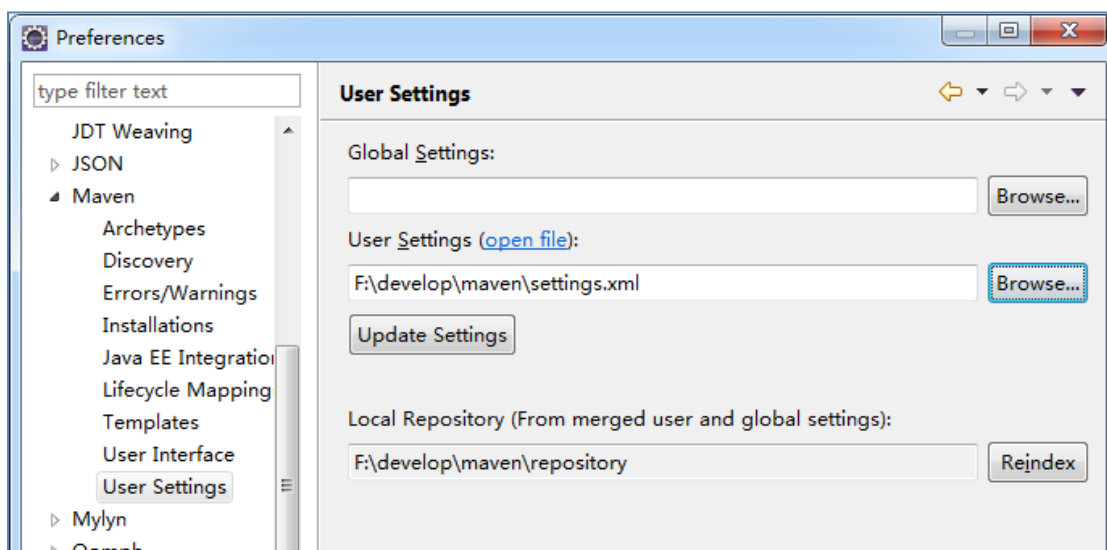 Preferences
type filter text
JDT Weaving
JSON
Maven
Archetypes
Discovery
Errors/Warnings
Installations
Java EE Integration
Lifecycle Mapping
Templates
User Interface
User Settings
Mylyn
Oomph
User Settings
Global Settings:
Browse...
User Settings (open file):
F:\develop\maven\settings.xml
Browse...
Update Settings
Local Repository (From merged user and global settings):
F:\develop\maven\repository
Reindex